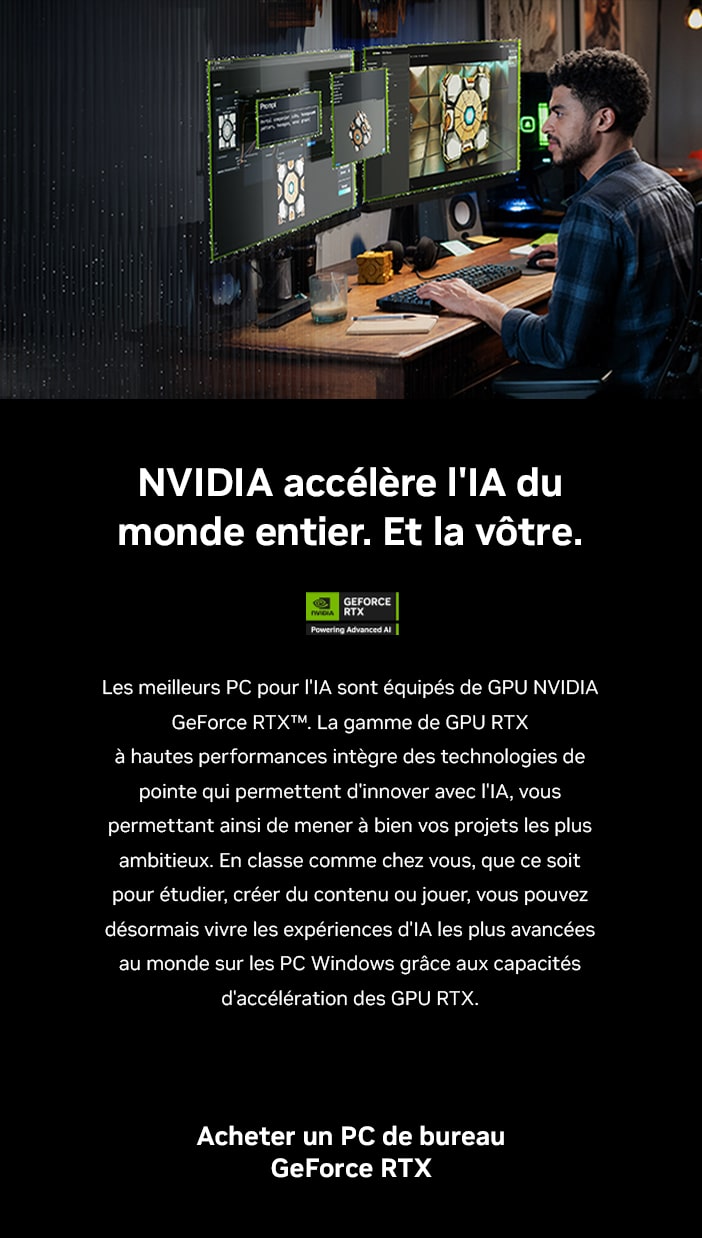 Prompt
NVIDIA accélère l'IA du
monde entier. Et la vôtre.
NVIDIA
GEFORCE
RTX
Powering Advanced AI
Les meilleurs PC pour l'IA sont équipés de GPU NVIDIA
GeForce RTX™. La gamme de GPU RTX
à hautes performances intègre des technologies de
pointe qui permettent d'innover avec l'IA, vous
permettant ainsi de mener à bien vos projets les plus
ambitieux. En classe comme chez vous, que ce soit
pour étudier, créer du contenu ou jouer, vous pouvez
désormais vivre les expériences d'IA les plus avancées
au monde sur les PC Windows grâce aux capacités
d'accélération des GPU RTX.
Acheter un PC de bureau
GeForce RTX